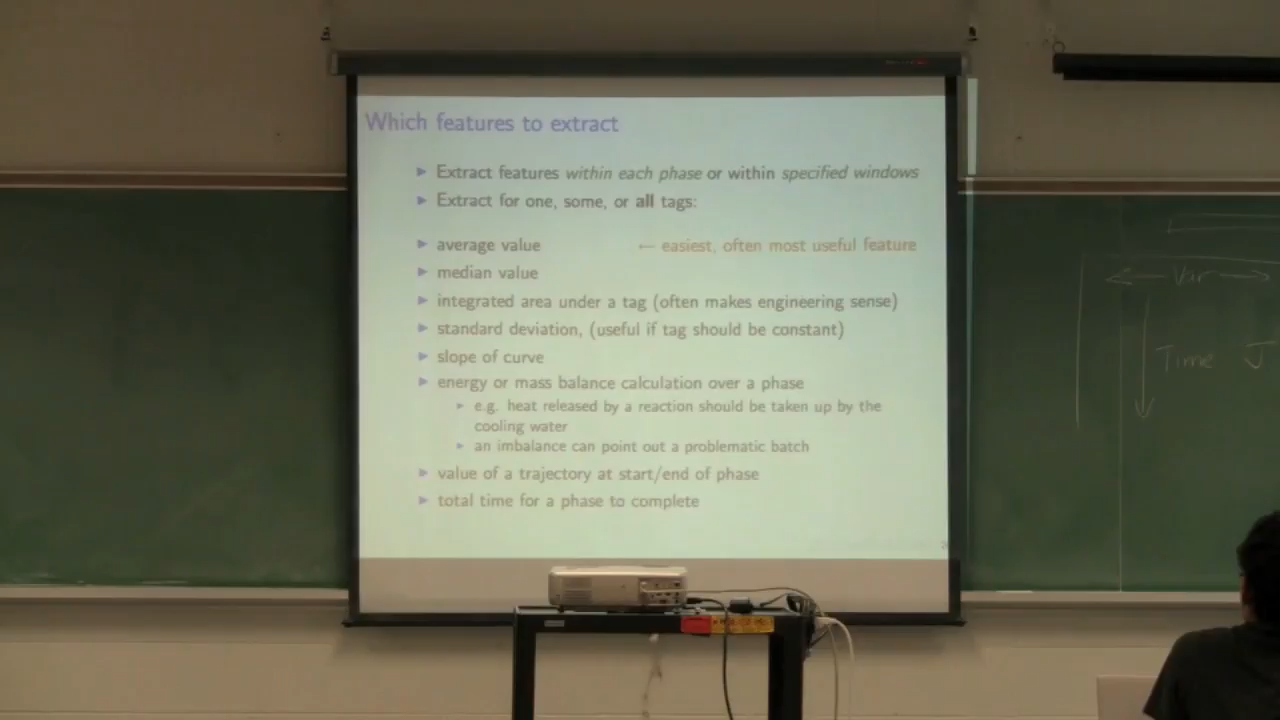 Which features to extract
► Extract features within each phase or within specified windows
► Extract for one, some, or all tags:
► average value ← easiest, often most useful feature
► median value
► integrated area under a tag (often makes engineering sense)
► standard deviation, (useful if tag should be constant)
► slope of curve
► energy or mass balance calculation over a phase
► e.g. heat released by a reaction should be taken up by the
cooling water
► an imbalance can point out a problematic batch
► value of a trajectory at start/end of phase
► total time for a phase to complete
← Var →
Time